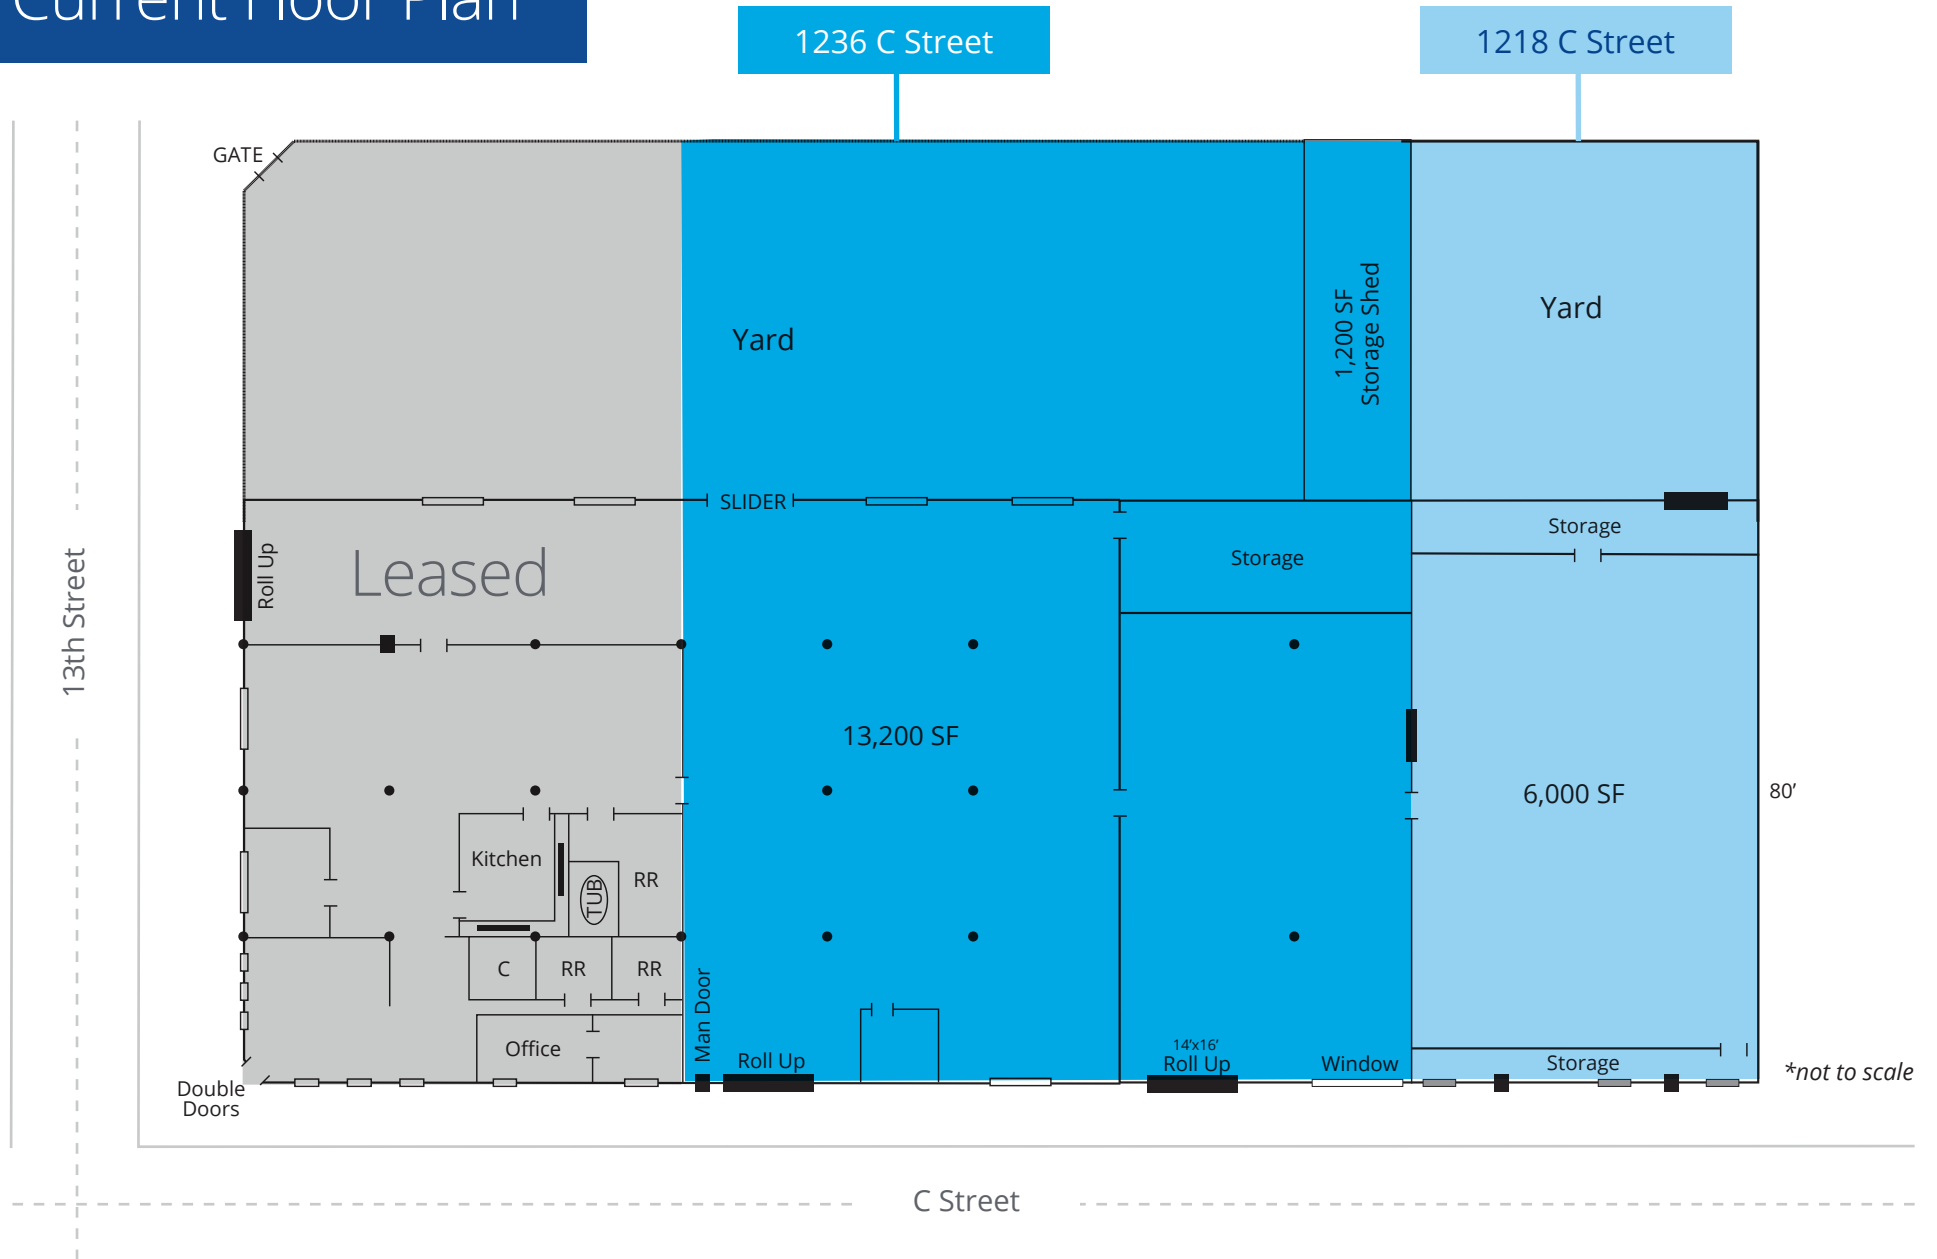 Current Floor Plan
1236 C Street
1218 C Street
GATE
Yard
1,200 SF
Storage Shed
Yard
SLIDER
Storage
Storage
Roll Up
Leased
13th Street
13,200 SF
6,000 SF
80’
Kitchen
TUB
RR
C
RR
RR
Man Door
Office
Roll Up
14’x16’
Roll Up
Window
Storage
*not to scale
Double
Doors
C Street